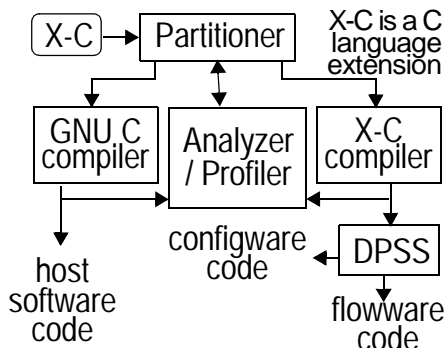 X-C
Partitioner
X-C is a C
language
extension
GNU C
compiler
Analyzer
/ Profiler
X-C
compiler
configware
code
DPSS
host
software
code
flowware
code